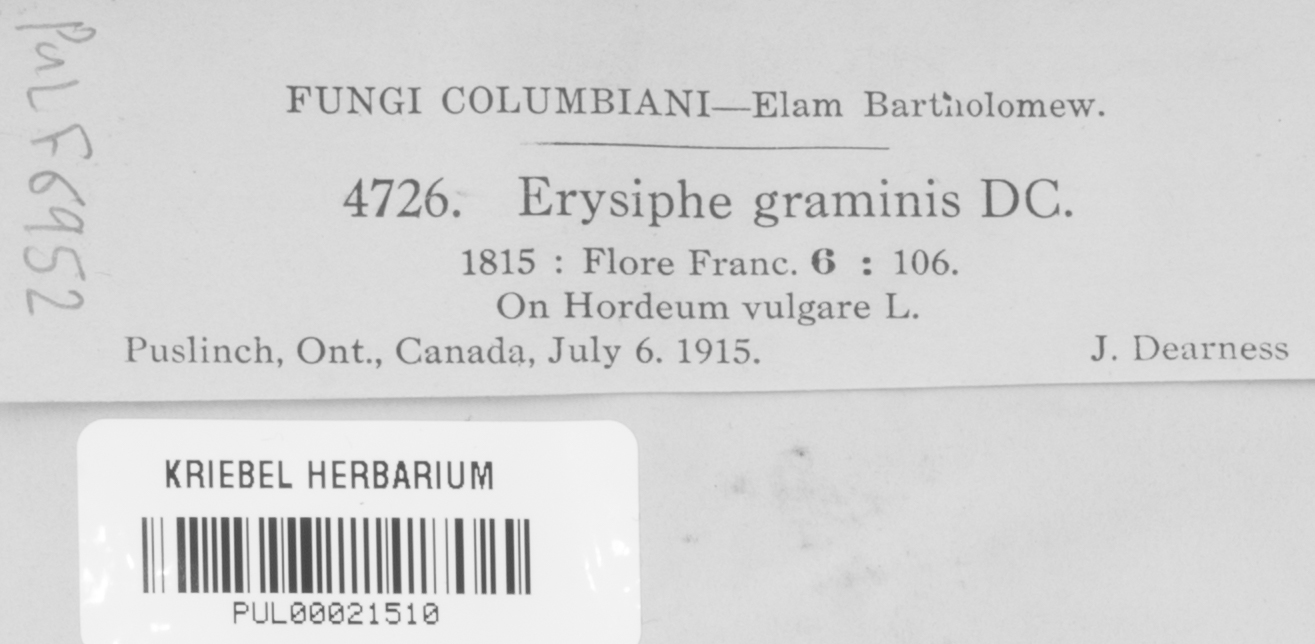 PUL F6952
FUNGI COLUMBIANI—Elam Bartholomew.
4726. Erysiphe graminis DC.
1815 : Flore Franc. 6 : 106.
On Hordeum vulgare L.
Puslinch, Ont., Canada, July 6. 1915. J. Dearness
KRIEBEL HERBARIUM
PUL00021510